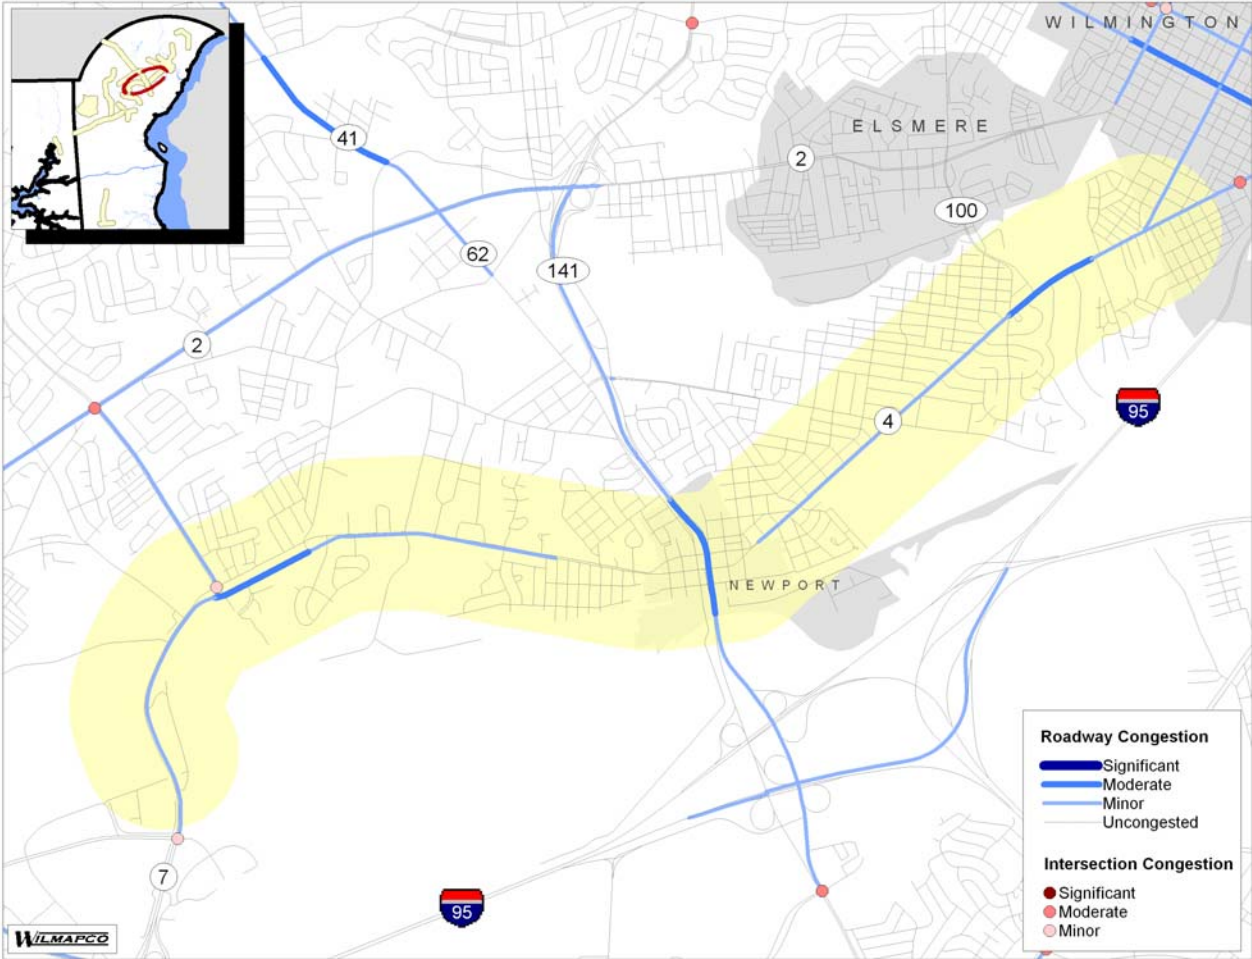 WILMINGTON
ELSMERE
41
2
100
62
141
2
95
4
NEWPORT
7
95
WILMAPCO
Roadway Congestion
Significant
Moderate
Minor
Uncongested
Intersection Congestion
Significant
Moderate
Minor